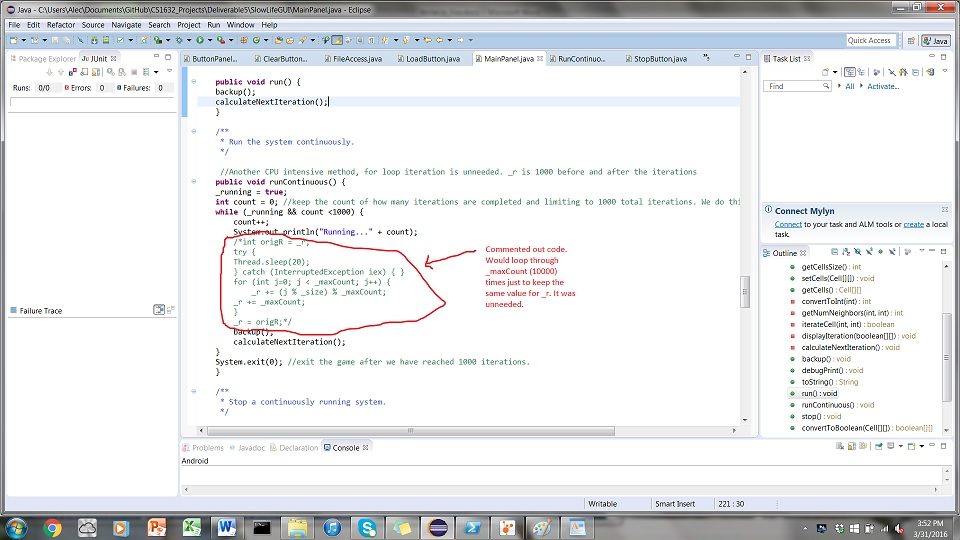 Java - C:\Users\Alec\Documents\GitHub\CS1632_Projects\Deliverable5\SlowLifeGUI\MainPanel.java - Eclipse
File Edit Refactor Source Navigate Search Project Run Window Help
Quick Access Java
Package Explorer JUnit
Runs: 0/0 Errors: 0 Failures: 0
Failure Trace
ButtonPanel... ClearButton... FileAccess.java LoadButton.java MainPanel.java RunContinuo... StopButton.java
public void run() {
backup();
calculateNextIteration();
}
/**
* Run the system continuously.
*/
//Another CPU intensive method, for loop iteration is unneeded. _r is 1000 before and after the iterations
public void runContinuous() {
_running = true;
int count = 0; //keep the count of how many iterations are completed and limiting to 1000 total iterations. We do thi
while (_running && count <1000) {
count++;
System.out.println("Running..." + count);
/*int origR = _r;
try {
Thread.sleep(20);
} catch (InterruptedException iex) { }
for (int j=0; j < _maxCount; j++) {
_r += (j % _size) % _maxCount;
_r += _maxCount;
}
_r = origR;*/
backup();
calculateNextIteration();
}
System.exit(0); //exit the game after we have reached 1000 iterations.
}
/**
* Stop a continuously running system.
*/
Commented out code.
Would loop through
_maxCount (10000)
times just to keep the
same value for _r. It was
unneeded.
Task List
Find All Activate...
Connect Mylyn
Connect to your task and ALM tools or create a local
task.
Outline
getCellsSize() : int
setCells(Cell[][]) : void
getCells() : Cell[][]
convertToInt(int) : int
getNumNeighbors(int, int) : int
iterateCell(int, int) : boolean
displayIteration(boolean[][]) : void
calculateNextIteration() : void
backup() : void
debugPrint() : void
toString() : String
run() : void
runContinuous() : void
stop() : void
convertToBoolean(Cell[][]) : boolean[][]
Problems Javadoc Declaration Console
Android
Writable Smart Insert 221 : 30
3:52 PM
3/31/2016